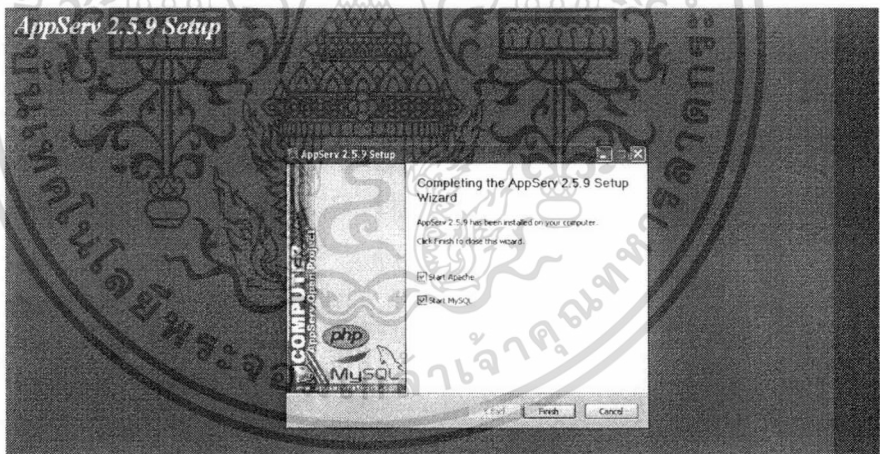 AppServ 2.5.9 Setup
AppServ 2.5.9 Setup
Completing the AppServ 2.5.9 Setup
Wizard
AppServ 2.5.9 has been installed on your computer.
Click Finish to close this wizard.
Start Apache
Start MySQL
COMPUTER
AppServ Open Project
php
MySQL
< Back
Finish
Cancel